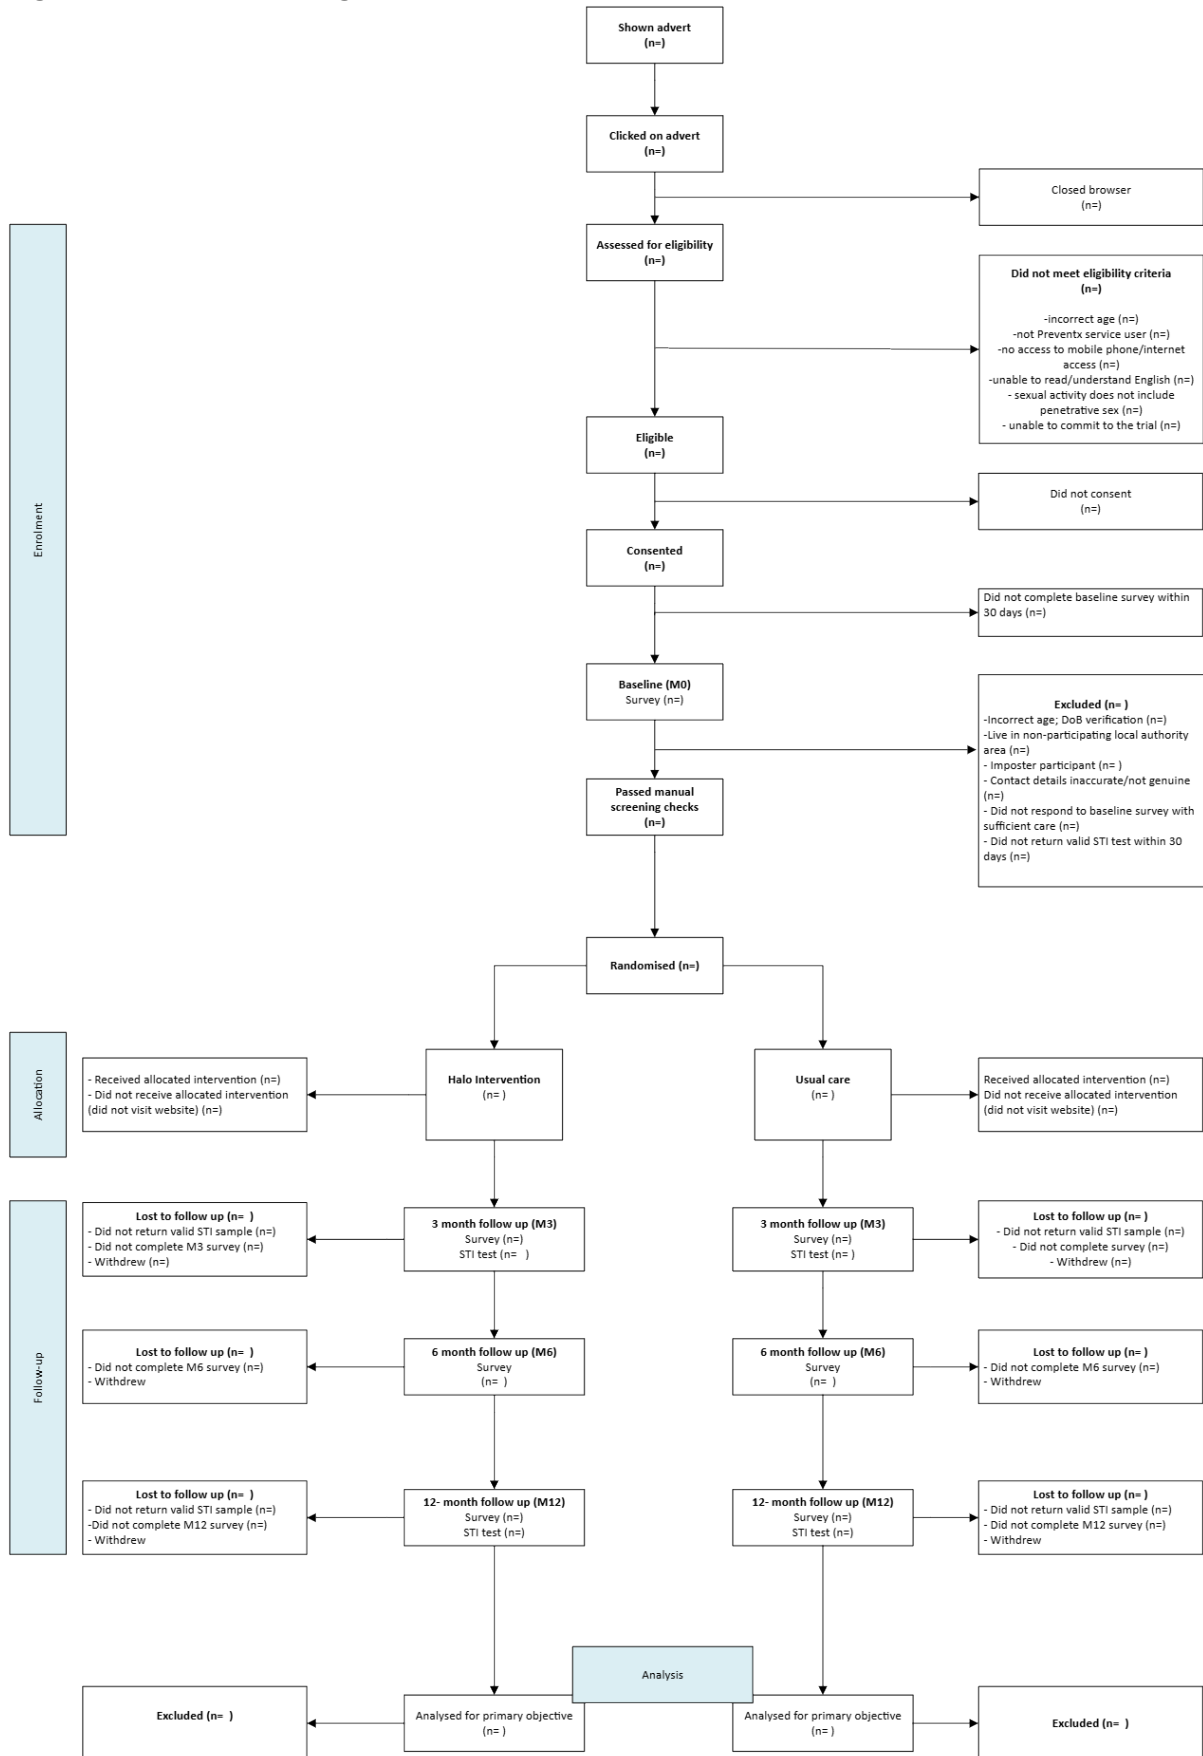 Shown advert
(n=)
Clicked on advert
(n=)
Closed browser
(n=)
Enrolment
Assessed for eligibility
(n=)
Did not meet eligibility criteria
(n=)
-incorrect age (n=)
-not Preventx service user (n=)
-no access to mobile phone/internet
access (n=)
-unable to read/understand English (n=)
- sexual activity does not include
penetrative sex (n=)
- unable to commit to the trial (n=)
Eligible
(n=)
Did not consent
(n=)
Consented
(n=)
Did not complete baseline survey within
30 days (n=)
Baseline (M0)
Survey (n=)
Excluded (n= )
-Incorrect age; DoB verification (n=)
-Live in non-participating local authority
area (n=)
- Imposter participant (n= )
- Contact details inaccurate/not genuine
(n=)
- Did not respond to baseline survey with
sufficient care (n=)
- Did not return valid STI test within 30
days (n=)
Passed manual
screening checks
(n=)
Randomised (n=)
Allocation
- Received allocated intervention (n=)
- Did not receive allocated intervention
(did not visit website) (n=)
Halo Intervention
(n= )
Usual care
(n= )
Received allocated intervention (n=)
Did not receive allocated intervention
(did not visit website) (n=)
Follow-up
Lost to follow up (n=  )
- Did not return valid STI sample (n=)
- Did not complete M3 survey (n=)
- Withdrew (n=)
3 month follow up (M3)
Survey (n=)
STI test (n=   )
3 month follow up (M3)
Survey (n=)
STI test (n= )
Lost to follow up (n= )
- Did not return valid STI sample (n=)
- Did not complete survey (n=)
- Withdrew (n=)
Lost to follow up (n=  )
- Did not complete M6 survey (n=)
- Withdrew
6 month follow up (M6)
Survey
(n=  )
6 month follow up (M6)
Survey
(n=  )
Lost to follow up (n= )
- Did not complete M6 survey (n=)
- Withdrew
Lost to follow up (n=  )
- Did not return valid STI sample (n=)
-Did not complete M12 survey (n=)
- Withdrew
12- month follow up (M12)
Survey (n=)
STI test (n=)
12- month follow up (M12)
Survey (n=)
STI test (n=)
Lost to follow up (n= )
- Did not return valid STI sample (n=)
- Did not complete M12 survey (n=)
- Withdrew
Analysis
Excluded (n=  )
Analysed for primary objective
(n= )
Analysed for primary objective
(n= )
Excluded (n=  )